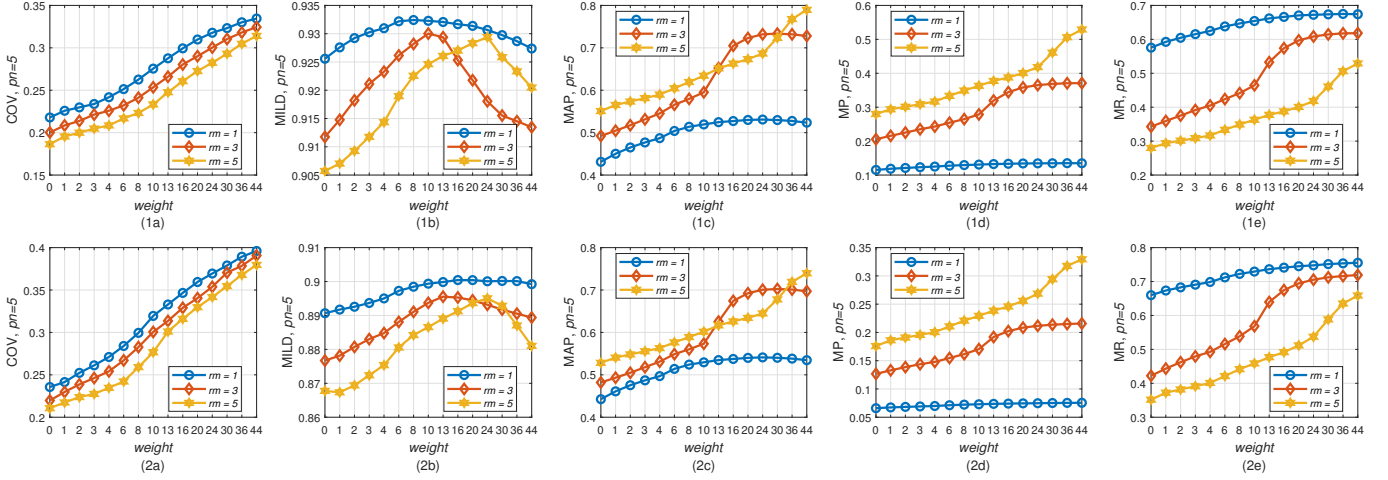 0.35
0.3
0.25
0.2
0.15
COV, pn=5
rm = 1
rm = 3
rm = 5
0 1 2 3 4 6 8 10 13 16 20 24 30 36 44
weight
(1a)
0.935
0.93
0.925
0.92
0.915
0.91
0.905
MILD, pn=5
rm = 1
rm = 3
rm = 5
0 1 2 3 4 6 8 10 13 16 20 24 30 36 44
weight
(1b)
0.8
0.7
0.6
0.5
0.4
MAP, pn=5
rm = 1
rm = 3
rm = 5
0 1 2 3 4 6 8 10 13 16 20 24 30 36 44
weight
(1c)
0.6
0.5
0.4
0.3
0.2
0.1
MP, pn=5
rm = 1
rm = 3
rm = 5
0 1 2 3 4 6 8 10 13 16 20 24 30 36 44
weight
(1d)
0.7
0.6
0.5
0.4
0.3
0.2
MR, pn=5
rm = 1
rm = 3
rm = 5
0 1 2 3 4 6 8 10 13 16 20 24 30 36 44
weight
(1e)
0.4
0.35
0.3
0.25
0.2
COV, pn=5
rm = 1
rm = 3
rm = 5
0 1 2 3 4 6 8 10 13 16 20 24 30 36 44
weight
(2a)
0.91
0.9
0.89
0.88
0.87
0.86
MILD, pn=5
rm = 1
rm = 3
rm = 5
0 1 2 3 4 6 8 10 13 16 20 24 30 36 44
weight
(2b)
0.8
0.7
0.6
0.5
0.4
MAP, pn=5
rm = 1
rm = 3
rm = 5
0 1 2 3 4 6 8 10 13 16 20 24 30 36 44
weight
(2c)
0.35
0.3
0.25
0.2
0.15
0.1
0.05
MP, pn=5
rm = 1
rm = 3
rm = 5
0 1 2 3 4 6 8 10 13 16 20 24 30 36 44
weight
(2d)
0.8
0.7
0.6
0.5
0.4
0.3
MR, pn=5
rm = 1
rm = 3
rm = 5
0 1 2 3 4 6 8 10 13 16 20 24 30 36 44
weight
(2e)